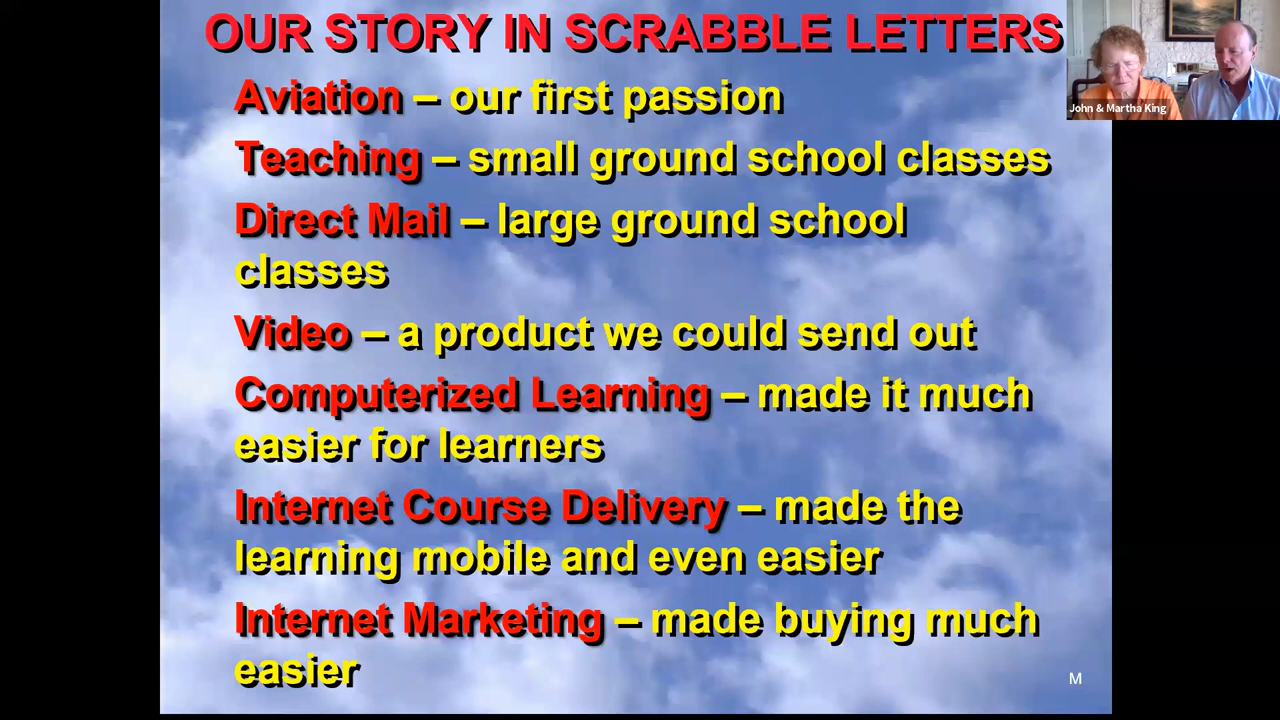 OUR STORY IN SCRABBLE LETTERS
John & Martha King
Aviation – our first passion
Teaching – small ground school classes
Direct Mail – large ground school
classes
Video – a product we could send out
Computerized Learning – made it much
easier for learners
Internet Course Delivery – made the
learning mobile and even easier
Internet Marketing – made buying much
easier
M